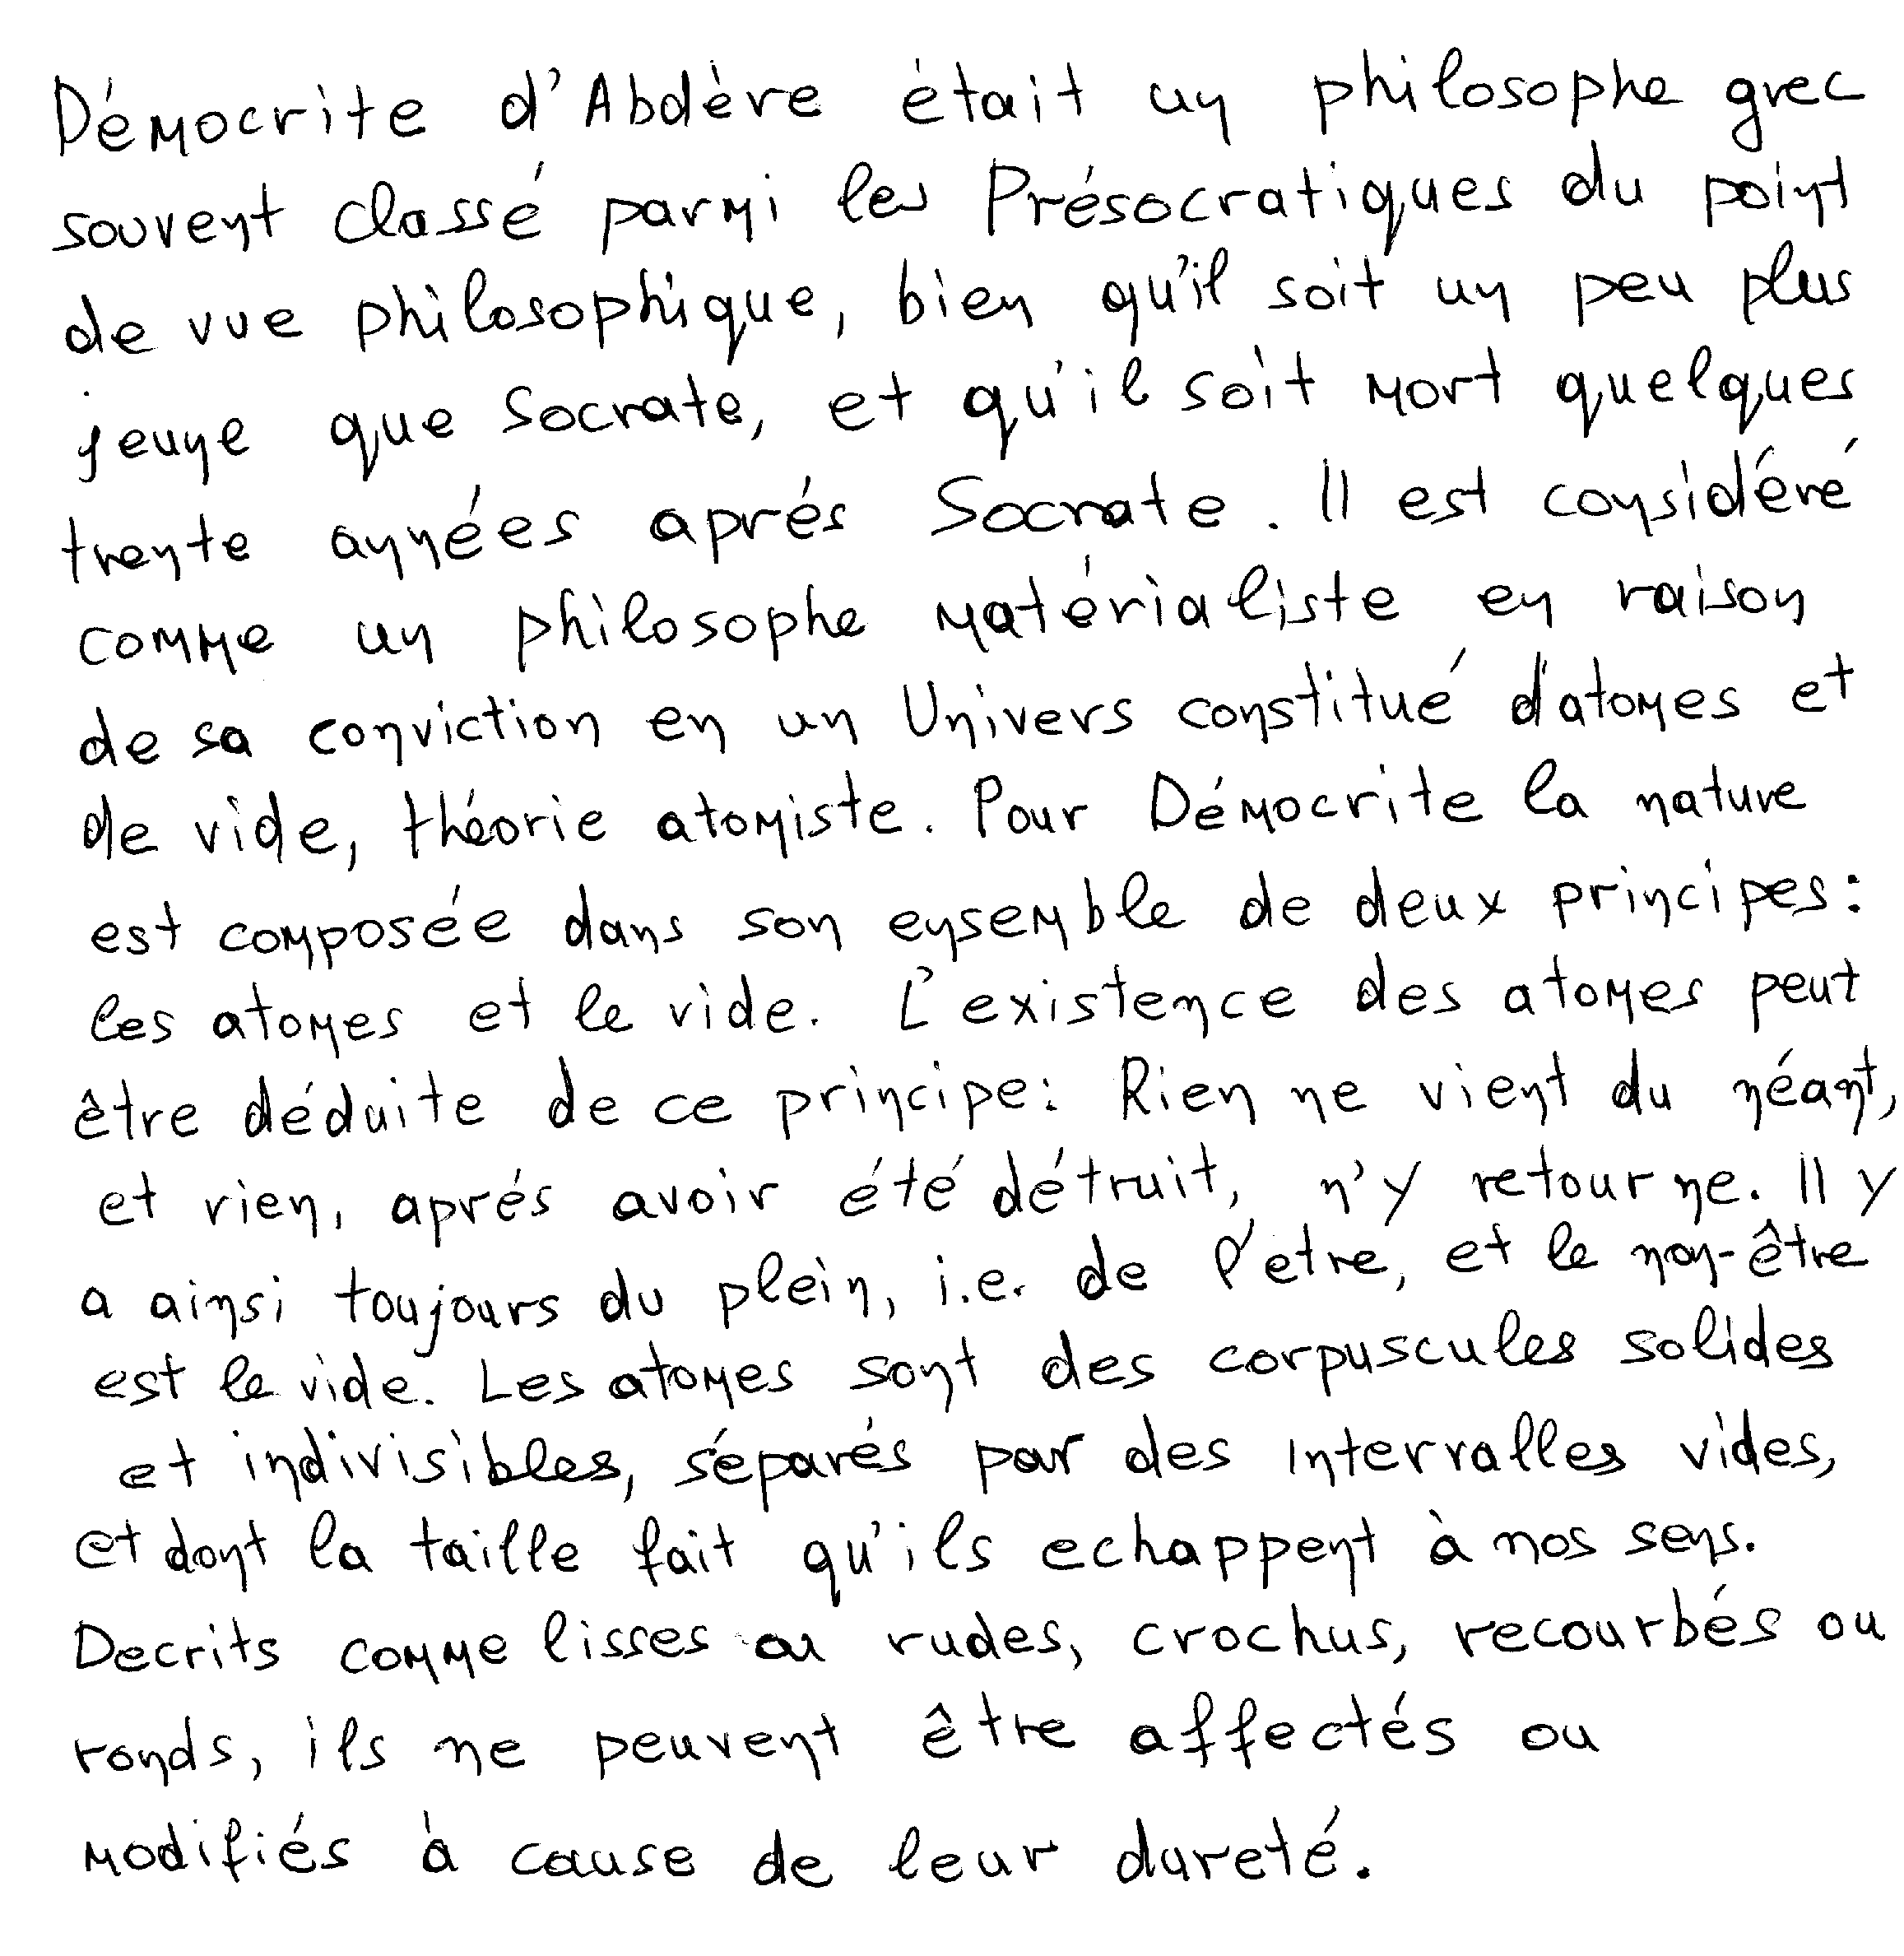 Démocrite d'Abdère était un philosophe grec
souvent classé parmi les Présocratiques du point
de vue philosophique, bien qu'il soit un peu plus
jeune que Socrate, et qu'il soit mort quelques
trente années aprés Socrate. Il est considéré
comme un philosophe matérialiste en raison
de sa conviction en un Univers constitué d'atomes et
de vide, théorie atomiste. Pour Démocrite la nature
est composée dans son ensemble de deux principes:
les atomes et le vide. L'existence des atomes peut
être déduite de ce principe: Rien ne vient du néant,
et rien, aprés avoir été détruit, n'y retourne. Il y
a ainsi toujours du plein, i.e. de l'etre, et le non-être
est le vide. Les atomes sont des corpuscules solides
et indivisibles, séparés par des intervalles vides,
et dont la taille fait qu'ils echappent à nos sens.
Decrits comme lisses ou rudes, crochus, recourbés ou
ronds, ils ne peuvent être affectés ou
modifiés à cause de leur dureté.